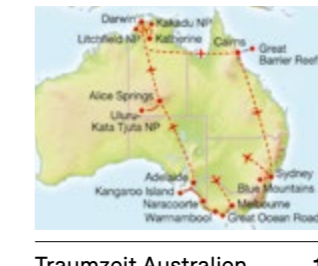 Darwin
Kakadu NP
Litchfield NP
Katherine
Cairns
Great
Barrier Reef
Alice Springs
Uluru-
Kata Tjuta NP
Adelaide
Sydney
Kangaroo Island
Blue Mountains
Naracoorte
Melbourne
Warrnambool
Great Ocean Road
Traumzeit Australien